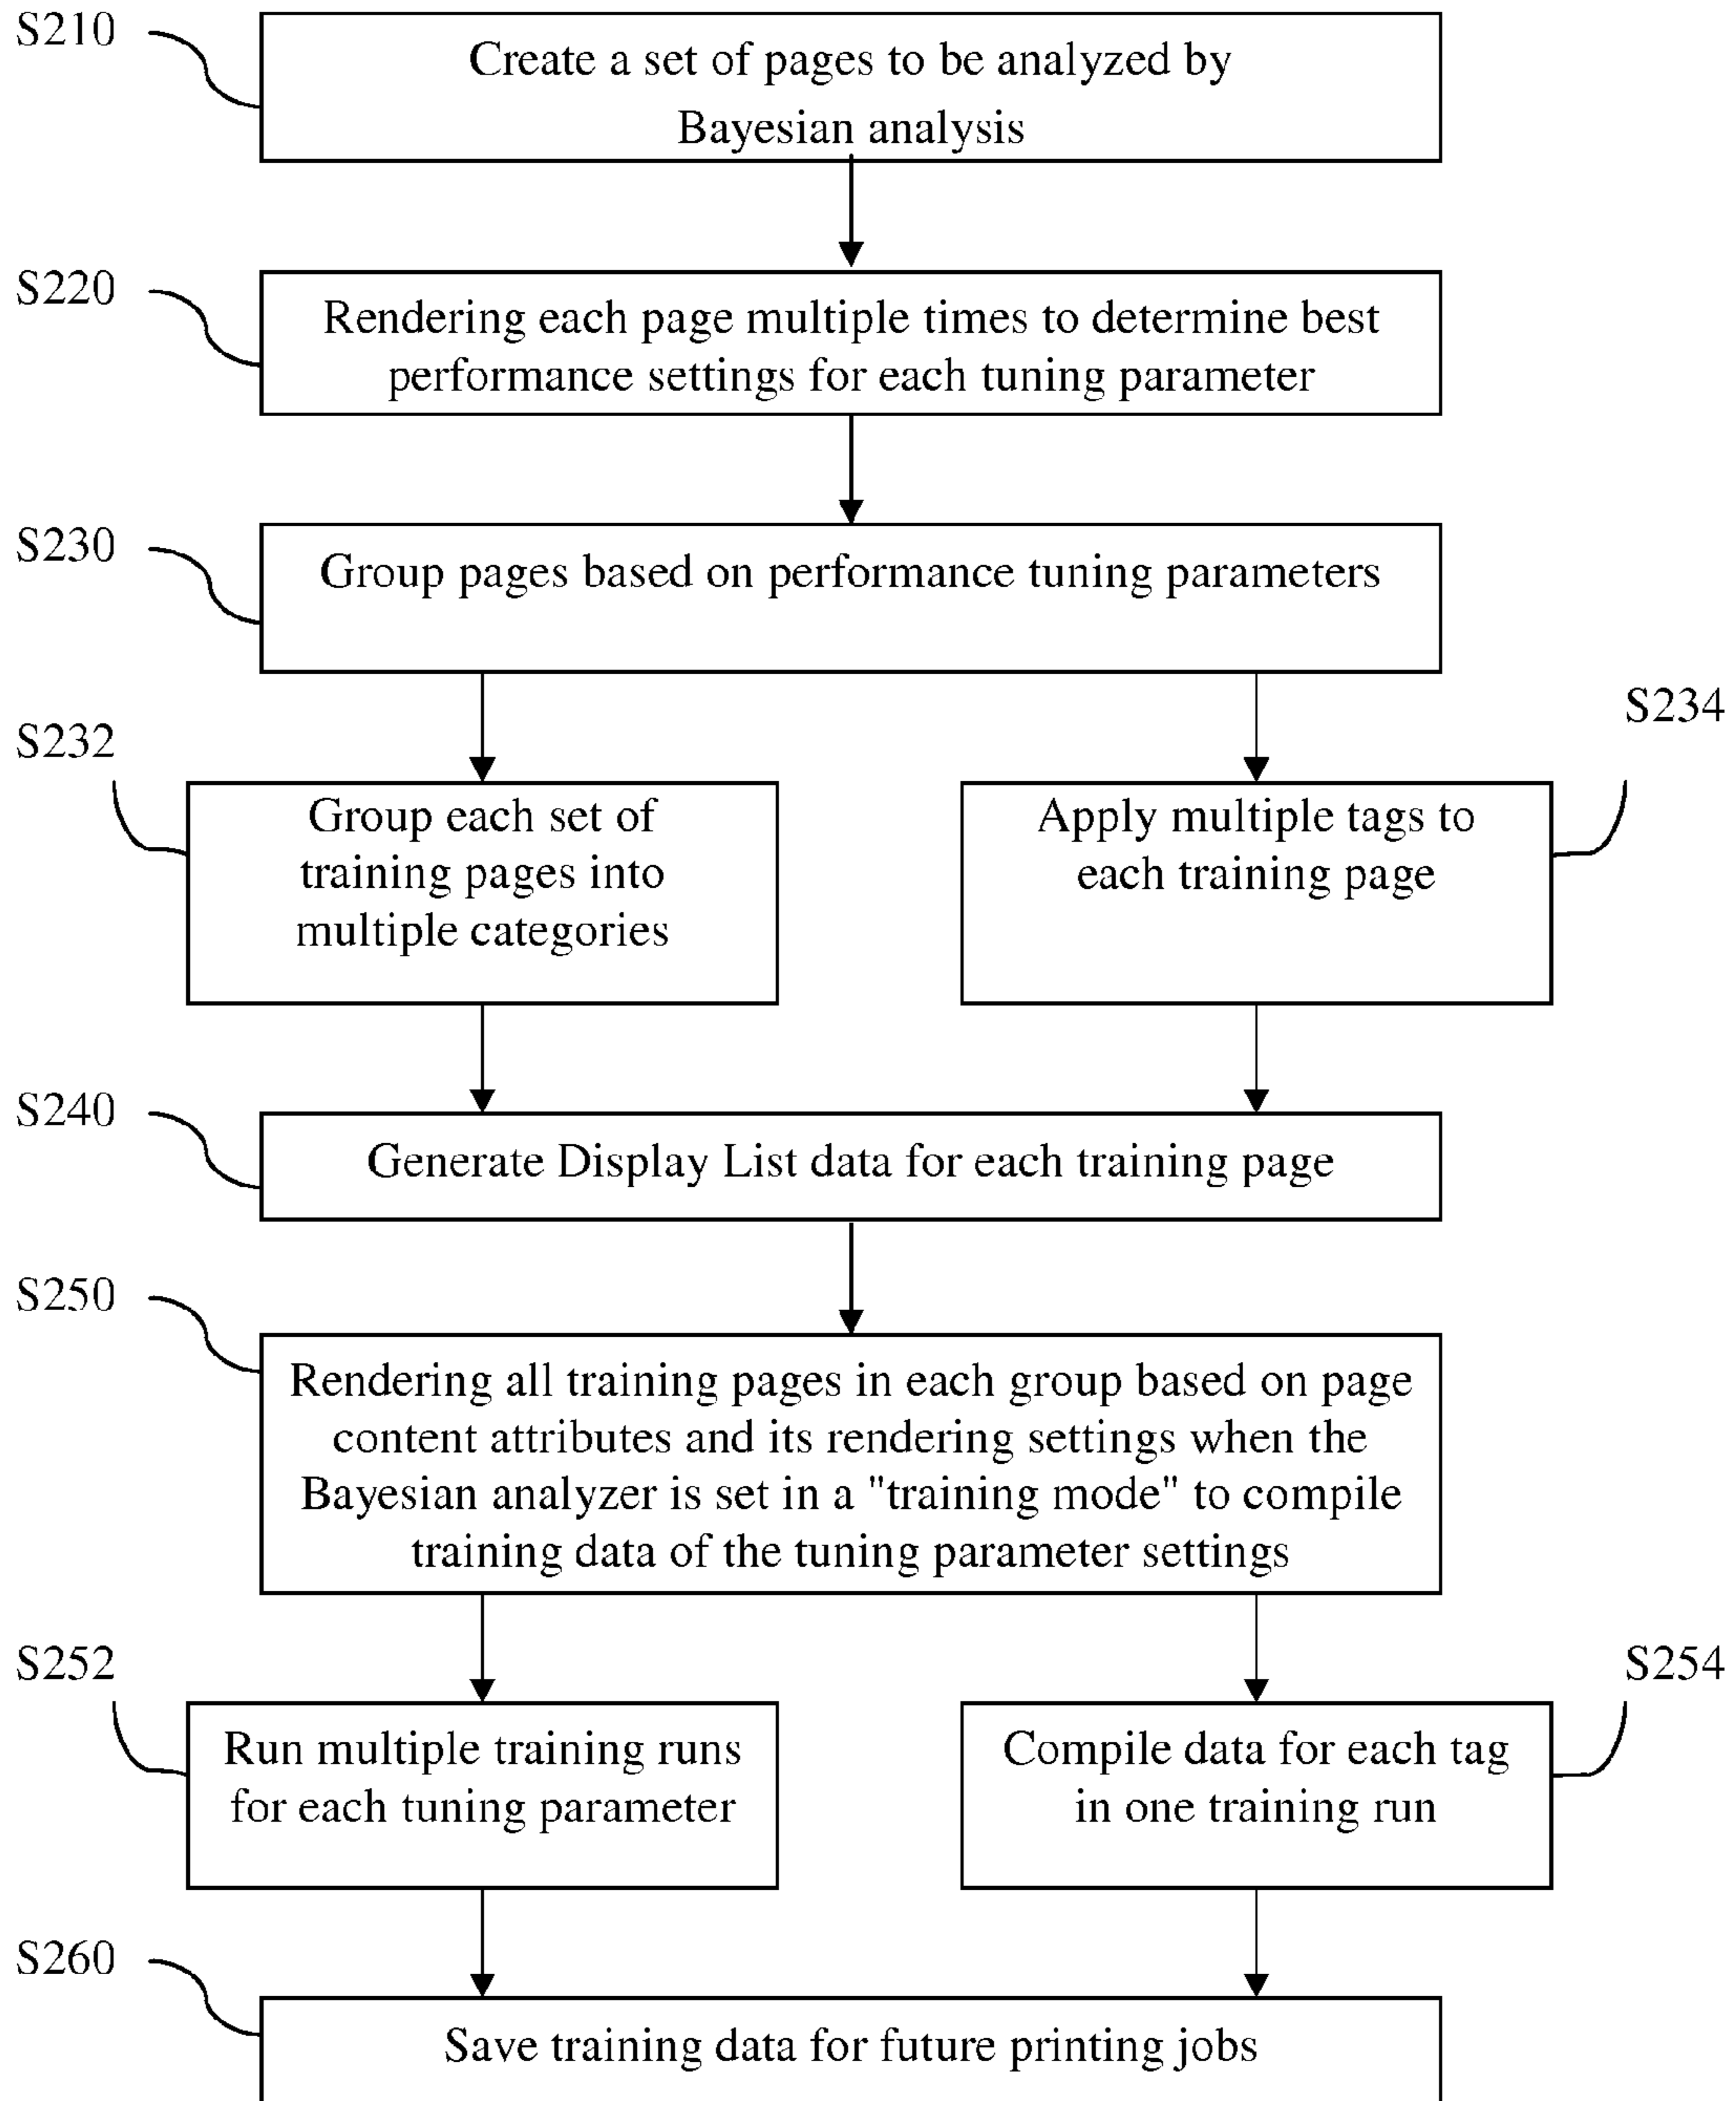 S210
Create a set of pages to be analyzed by
Bayesian analysis
S220
Rendering each page multiple times to determine best
performance settings for each tuning parameter
S230
Group pages based on performance tuning parameters
S232
S234
Group each set of
training pages into
multiple categories
Apply multiple tags to
each training page
S240
Generate Display List data for each training page
S250
Rendering all training pages in each group based on page
content attributes and its rendering settings when the
Bayesian analyzer is set in a "training mode" to compile
training data of the tuning parameter settings
S252
S254
Run multiple training runs
for each tuning parameter
Compile data for each tag
in one training run
S260
Save training data for future printing jobs